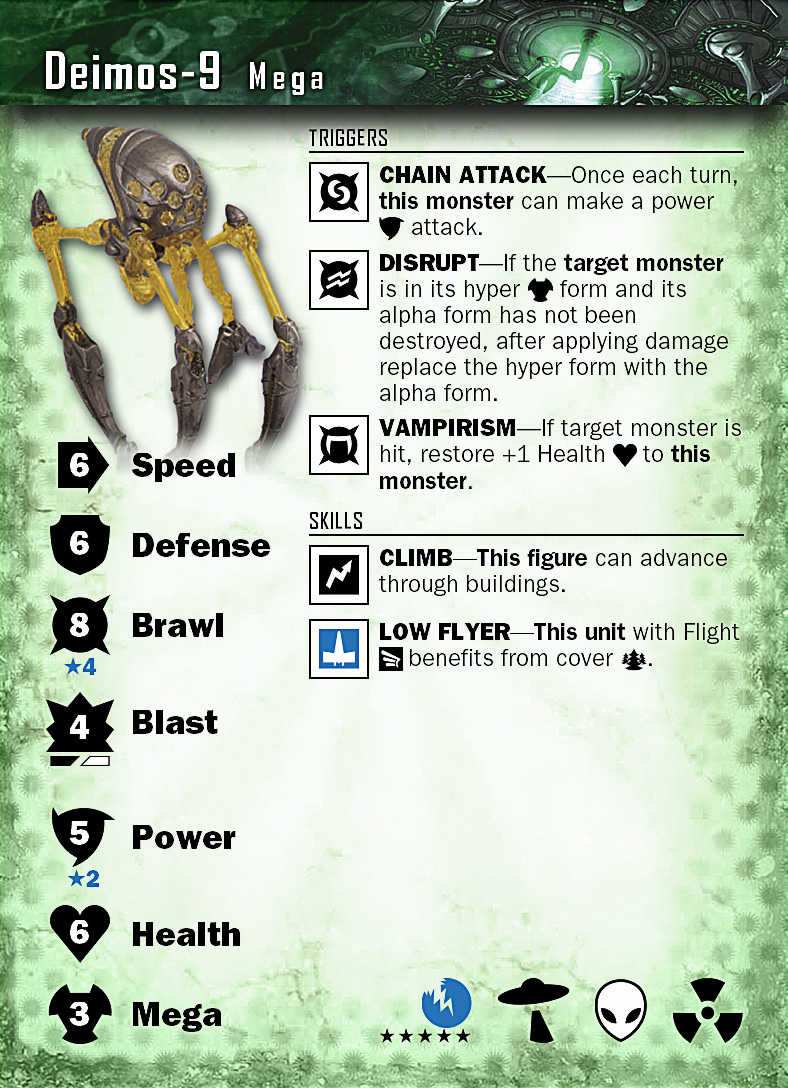 Deimos-9 Mega
TRIGGERS
CHAIN ATTACK—Once each turn,
this monster can make a power
attack.
DISRUPT—If the target monster
is in its hyper form and its
alpha form has not been
destroyed, after applying damage
replace the hyper form with the
alpha form.
VAMPIRISM—If target monster is
hit, restore +1 Health ♥ to this
monster.
SKILLS
CLIMB—This figure can advance
through buildings.
LOW FLYER—This unit with Flight
benefits from cover .
6 Speed
6 Defense
8 Brawl
★4
4 Blast
5 Power
★2
6 Health
3 Mega
★★★★★